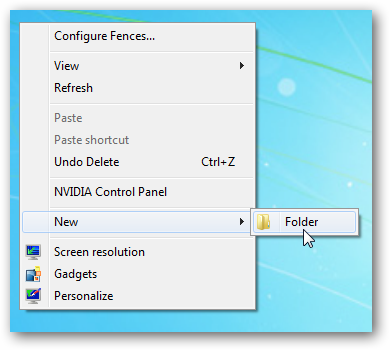 Configure Fences...
View
Refresh
Paste
Paste shortcut
Undo Delete Ctrl+Z
NVIDIA Control Panel
New
Folder
Screen resolution
Gadgets
Personalize